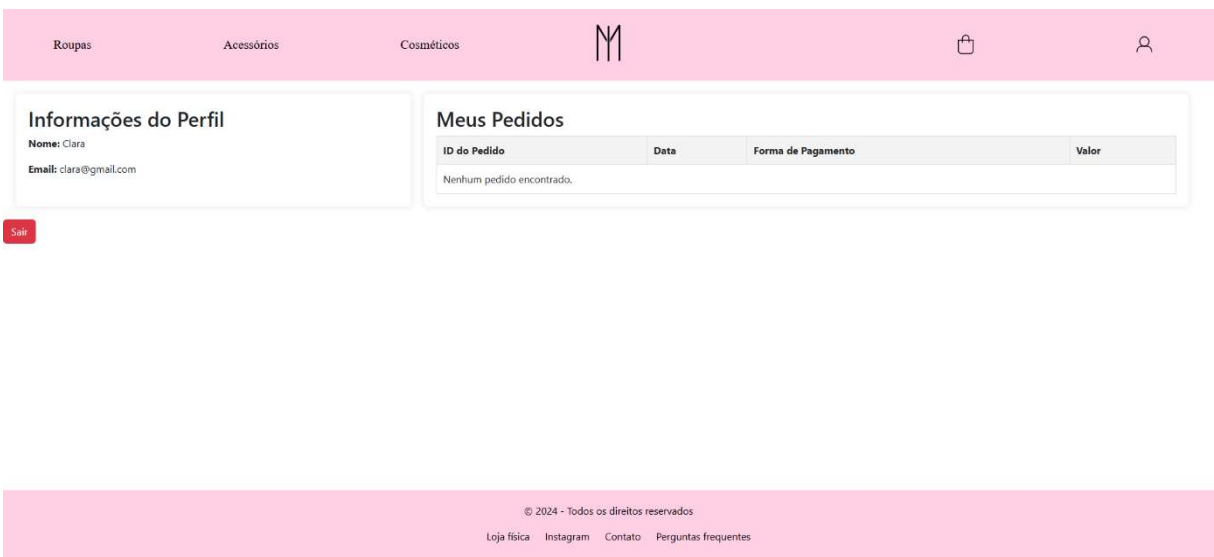 Roupas Acessórios Cosméticos
Informações do Perfil
Nome: Clara
Email: clara@gmail.com
Meus Pedidos
ID do Pedido Data Forma de Pagamento Valor
Nenhum pedido encontrado.
Sair
© 2024 - Todos os direitos reservados
Loja física Instagram Contato Perguntas frequentes